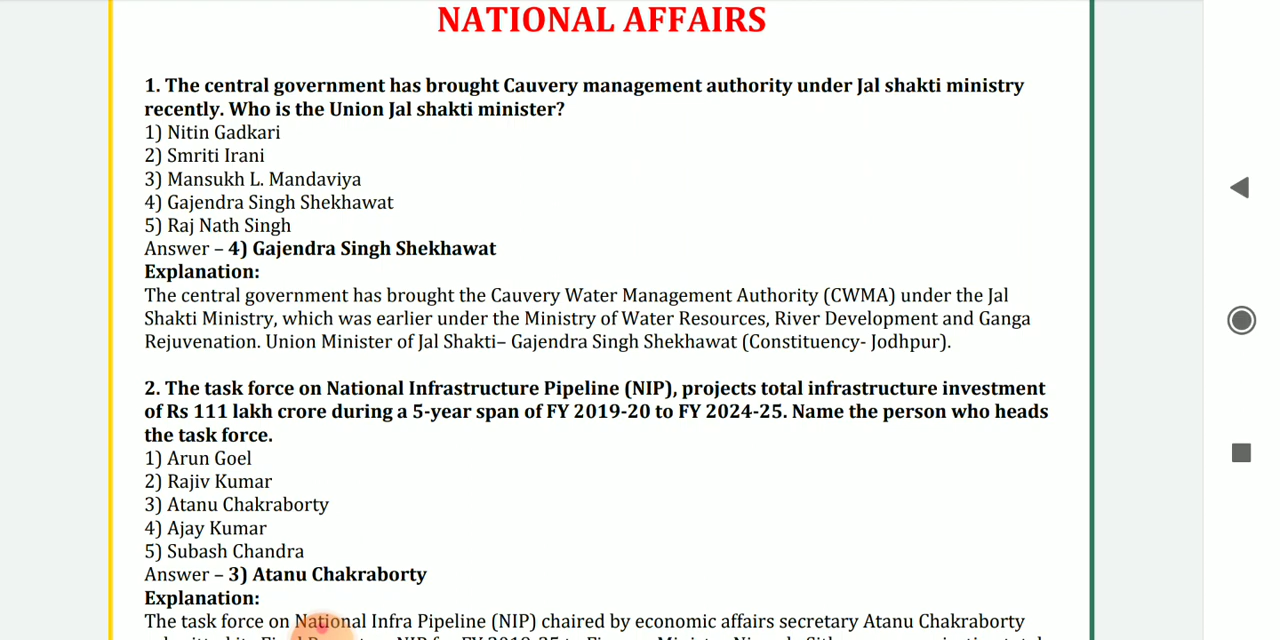 NATIONAL AFFAIRS
1. The central government has brought Cauvery management authority under Jal shakti ministry
recently. Who is the Union Jal shakti minister?
1) Nitin Gadkari
2) Smriti Irani
3) Mansukh L. Mandaviya
4) Gajendra Singh Shekhawat
5) Raj Nath Singh
Answer – 4) Gajendra Singh Shekhawat
Explanation:
The central government has brought the Cauvery Water Management Authority (CWMA) under the Jal
Shakti Ministry, which was earlier under the Ministry of Water Resources, River Development and Ganga
Rejuvenation. Union Minister of Jal Shakti– Gajendra Singh Shekhawat (Constituency- Jodhpur).
2. The task force on National Infrastructure Pipeline (NIP), projects total infrastructure investment
of Rs 111 lakh crore during a 5-year span of FY 2019-20 to FY 2024-25. Name the person who heads
the task force.
1) Arun Goel
2) Rajiv Kumar
3) Atanu Chakraborty
4) Ajay Kumar
5) Subash Chandra
Answer – 3) Atanu Chakraborty
Explanation:
The task force on National Infra Pipeline (NIP) chaired by economic affairs secretary Atanu Chakraborty